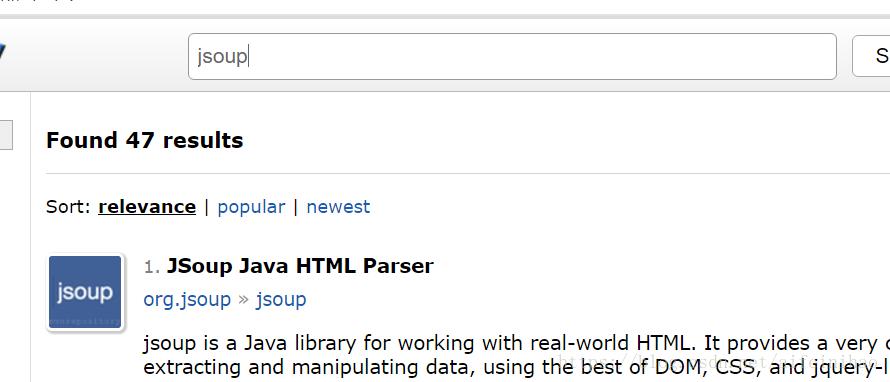 jsoup
S
Found 47 results
Sort: relevance | popular | newest
jsoup
1. JSoup Java HTML Parser
org.jsoup » jsoup
jsoup is a Java library for working with real-world HTML. It provides a very
extracting and manipulating data, using the best of DOM, CSS, and jquery-l